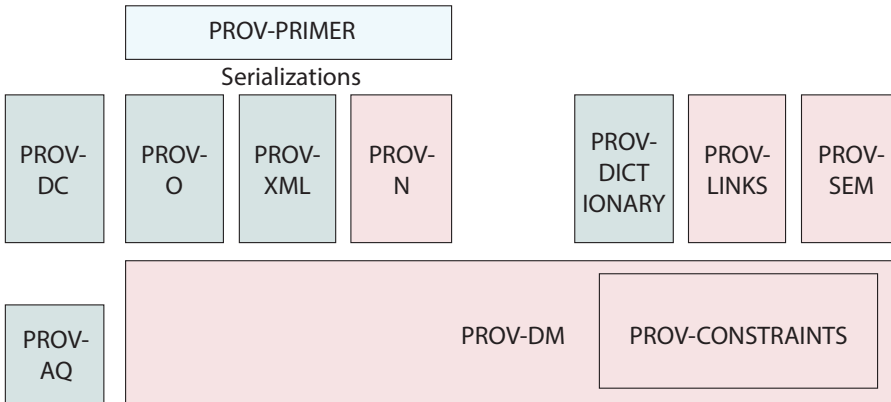 PROV-PRIMER
Serializations
PROV-
DC
PROV-
O
PROV-
XML
PROV-
N
PROV-
DICT
IONARY
PROV-
LINKS
PROV-
SEM
PROV-
AQ
PROV-DM
PROV-CONSTRAINTS